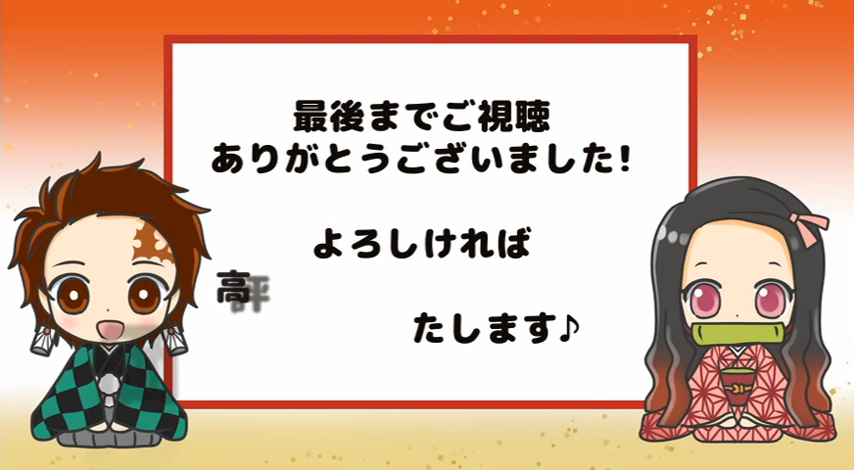 最後までご視聴
ありがとうございました!
よろしければ
高評
たします♪